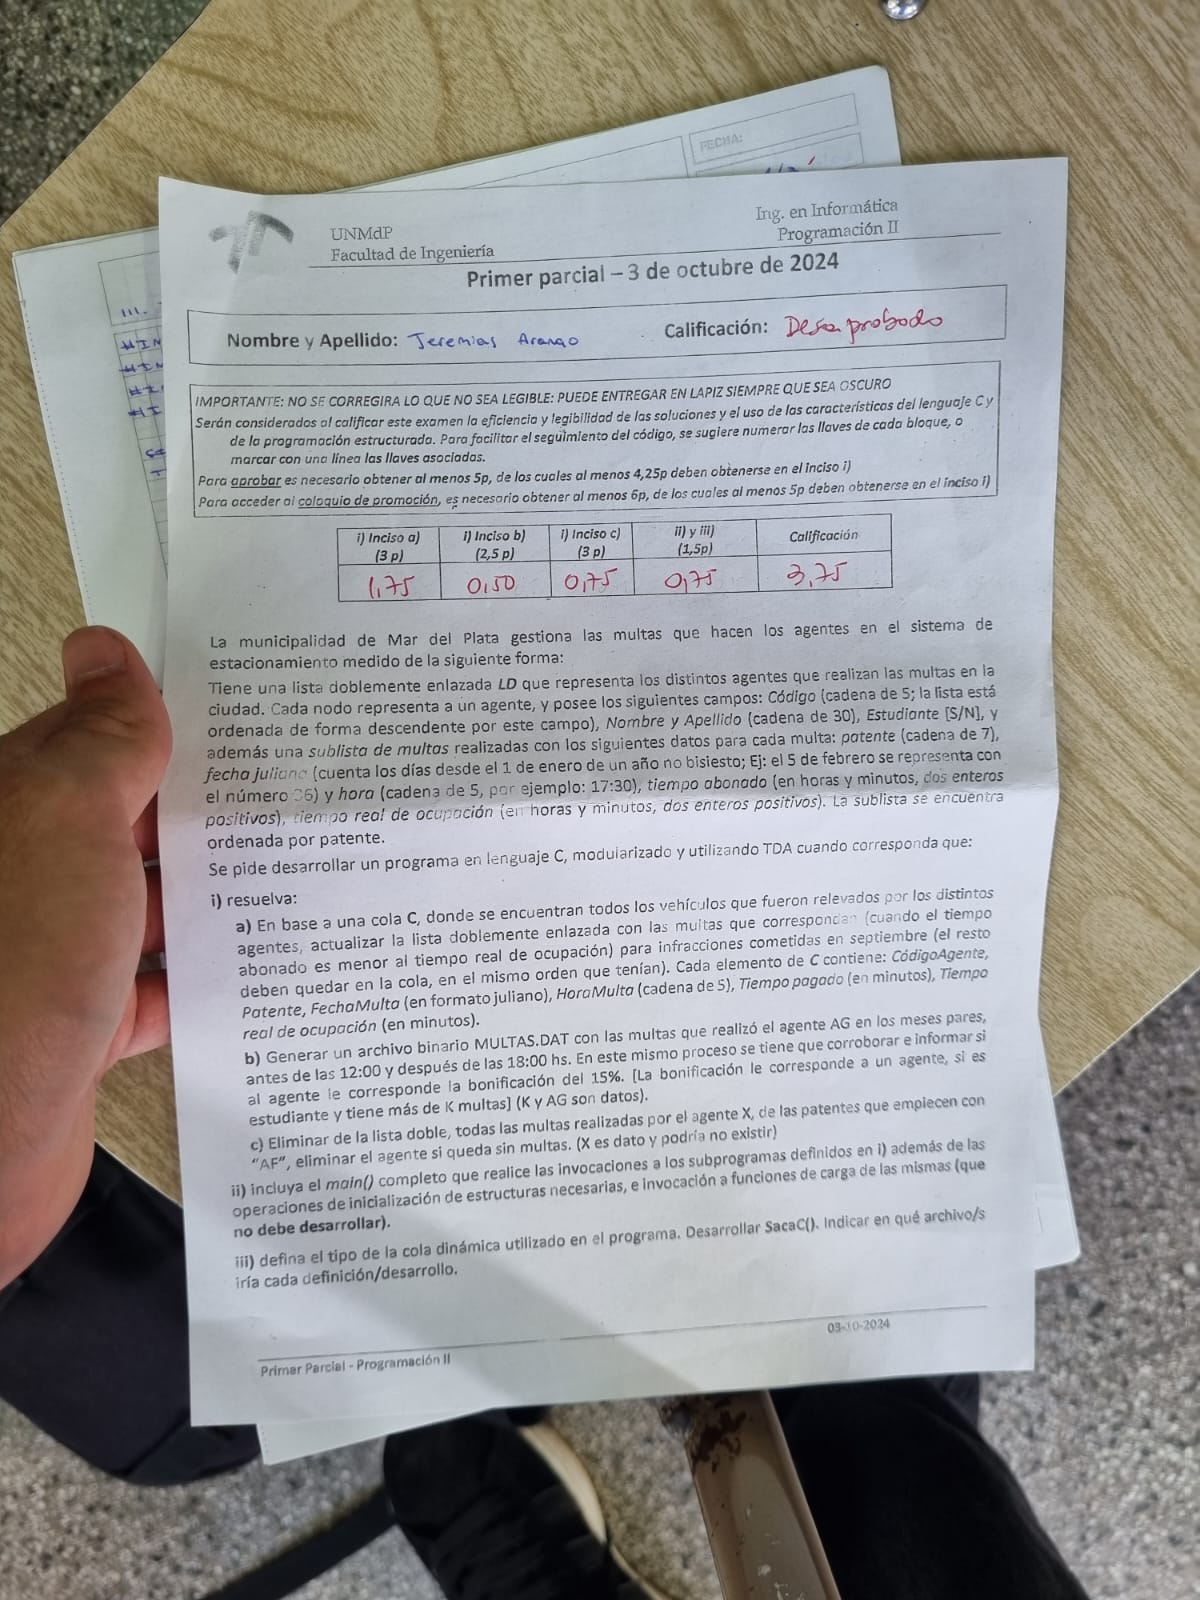 FECHA:
III.
UNMdP
Facultad de Ingeniería
Ing. en Informática
Programación II
Primer parcial – 3 de octubre de 2024
Nombre y Apellido: Jeremias Arango
Calificación: Desaprobado
IMPORTANTE: NO SE CORREGIRA LO QUE NO SEA LEGIBLE: PUEDE ENTREGAR EN LAPIZ SIEMPRE QUE SEA OSCURO
Serán considerados al calificar este examen la eficiencia y legibilidad de las soluciones y el uso de las características del lenguaje C y
de la programación estructurada. Para facilitar el seguimiento del código, se sugiere numerar las llaves de cada bloque, o
marcar con una línea las llaves asociadas.
Para aprobar es necesario obtener al menos 5p, de los cuales al menos 4,25p deben obtenerse en el inciso i)
Para acceder al coloquio de promoción, es necesario obtener al menos 6p, de los cuales al menos 5p deben obtenerse en el inciso i)
i) Inciso a) i) Inciso b) i) Inciso c) ii) y iii) Calificación
(3 p) (2,5 p) (3 p) (1,5p)
1,75 0,50 0,75 0,75 3,75
La municipalidad de Mar del Plata gestiona las multas que hacen los agentes en el sistema de
estacionamiento medido de la siguiente forma:
Tiene una lista doblemente enlazada LD que representa los distintos agentes que realizan las multas en la
ciudad. Cada nodo representa a un agente, y posee los siguientes campos: Código (cadena de 5; la lista está
ordenada de forma descendente por este campo), Nombre y Apellido (cadena de 30), Estudiante [S/N], y
además una sublista de multas realizadas con los siguientes datos para cada multa: patente (cadena de 7),
fecha juliana (cuenta los días desde el 1 de enero de un año no bisiesto; Ej: el 5 de febrero se representa con
el número 36) y hora (cadena de 5, por ejemplo: 17:30), tiempo abonado (en horas y minutos, dos enteros
positivos), tiempo real de ocupación (en horas y minutos, dos enteros positivos). La sublista se encuentra
ordenada por patente.
Se pide desarrollar un programa en lenguaje C, modularizado y utilizando TDA cuando corresponda que:
i) resuelva:
a) En base a una cola C, donde se encuentran todos los vehículos que fueron relevados por los distintos
agentes, actualizar la lista doblemente enlazada con las multas que correspondan (cuando el tiempo
abonado es menor al tiempo real de ocupación) para infracciones cometidas en septiembre (el resto
deben quedar en la cola, en el mismo orden que tenían). Cada elemento de C contiene: CódigoAgente,
Patente, FechaMulta (en formato juliano), HoraMulta (cadena de 5), Tiempo pagado (en minutos), Tiempo
real de ocupación (en minutos).
b) Generar un archivo binario MULTAS.DAT con las multas que realizó el agente AG en los meses pares,
antes de las 12:00 y después de las 18:00 hs. En este mismo proceso se tiene que corroborar e informar si
al agente le corresponde la bonificación del 15%. [La bonificación le corresponde a un agente, si es
estudiante y tiene más de K multas] (K y AG son datos).
c) Eliminar de la lista doble, todas las multas realizadas por el agente X, de las patentes que empiecen con
“AF”, eliminar el agente si queda sin multas. (X es dato y podría no existir)
ii) incluya el main() completo que realice las invocaciones a los subprogramas definidos en i) además de las
operaciones de inicialización de estructuras necesarias, e invocación a funciones de carga de las mismas (que
no debe desarrollar).
iii) defina el tipo de la cola dinámica utilizado en el programa. Desarrollar SacaC(). Indicar en qué archivo/s
iría cada definición/desarrollo.
Primer Parcial - Programación II
03-10-2024